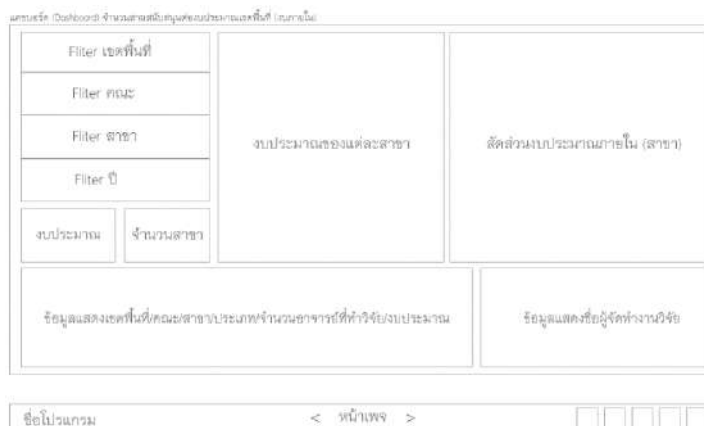 แดชบอร์ด (Dashboard) จำนวนสาขาสนับสนุนต่องบประมาณเขตพื้นที่ (งบภายใน)
Fliter เขตพื้นที่
Fliter คณะ
Fliter สาขา
Fliter ปี
งบประมาณ
จำนวนสาขา
งบประมาณของแต่ละสาขา
สัดส่วนงบประมาณภายใน (สาขา)
ข้อมูลแสดงเขตพื้นที่/คณะ/สาขา/ประเภท/จำนวนอาจารย์ที่ทำวิจัย/งบประมาณ
ข้อมูลแสดงชื่อผู้จัดทำงานวิจัย
ชื่อโปรแกรม
< หน้าเพจ >